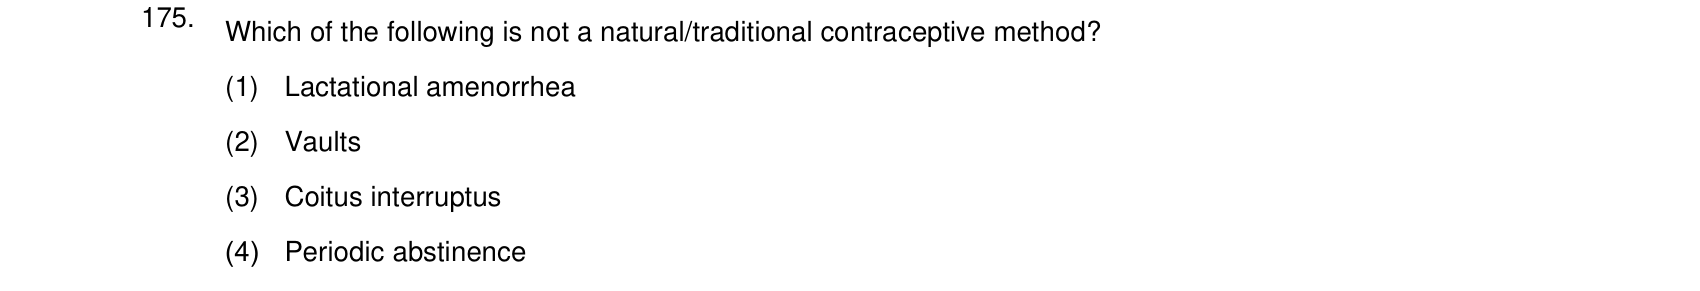 175. Which of the following is not a natural/traditional contraceptive method?
(1) Lactational amenorrhea
(2) Vaults
(3) Coitus interruptus
(4) Periodic abstinence